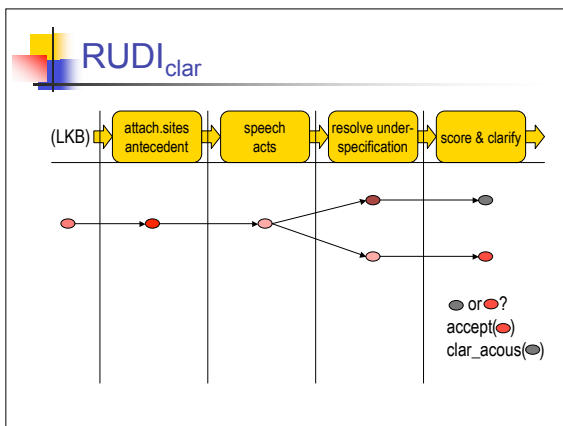 RUDIclar
(LKB)
attach.sites
antecedent
speech
acts
resolve under-
specification
score & clarify
or ?
accept( )
clar_acous( )